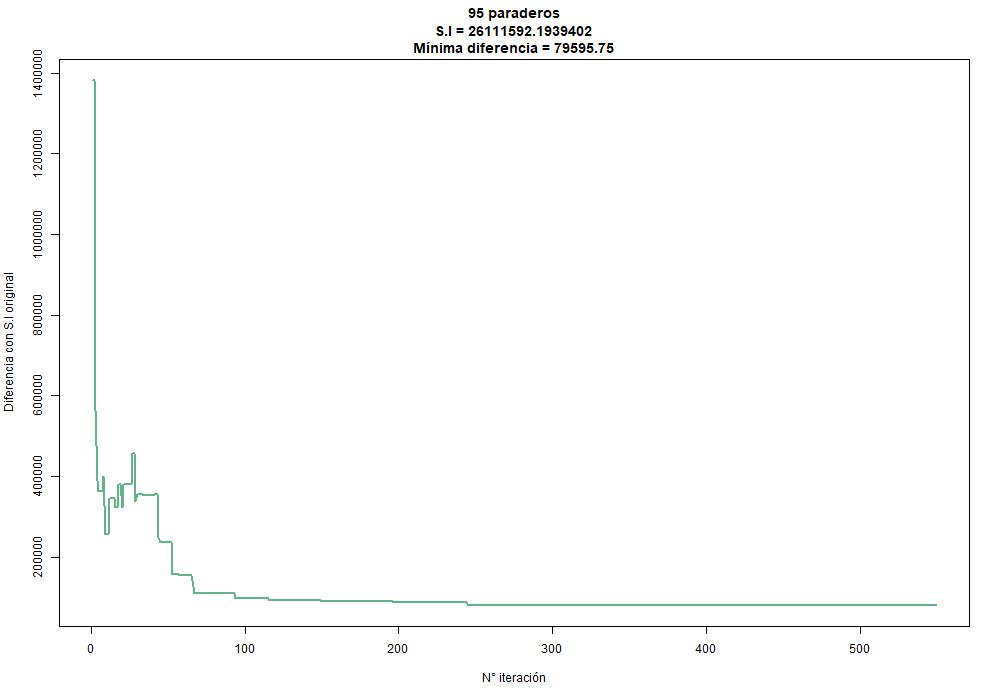 95 paraderos
S.I = 26111592.1939402
Mínima diferencia = 79595.75
1400000
1200000
1000000
800000
600000
400000
200000
Diferencia con S.I original
0 100 200 300 400 500
N° iteración